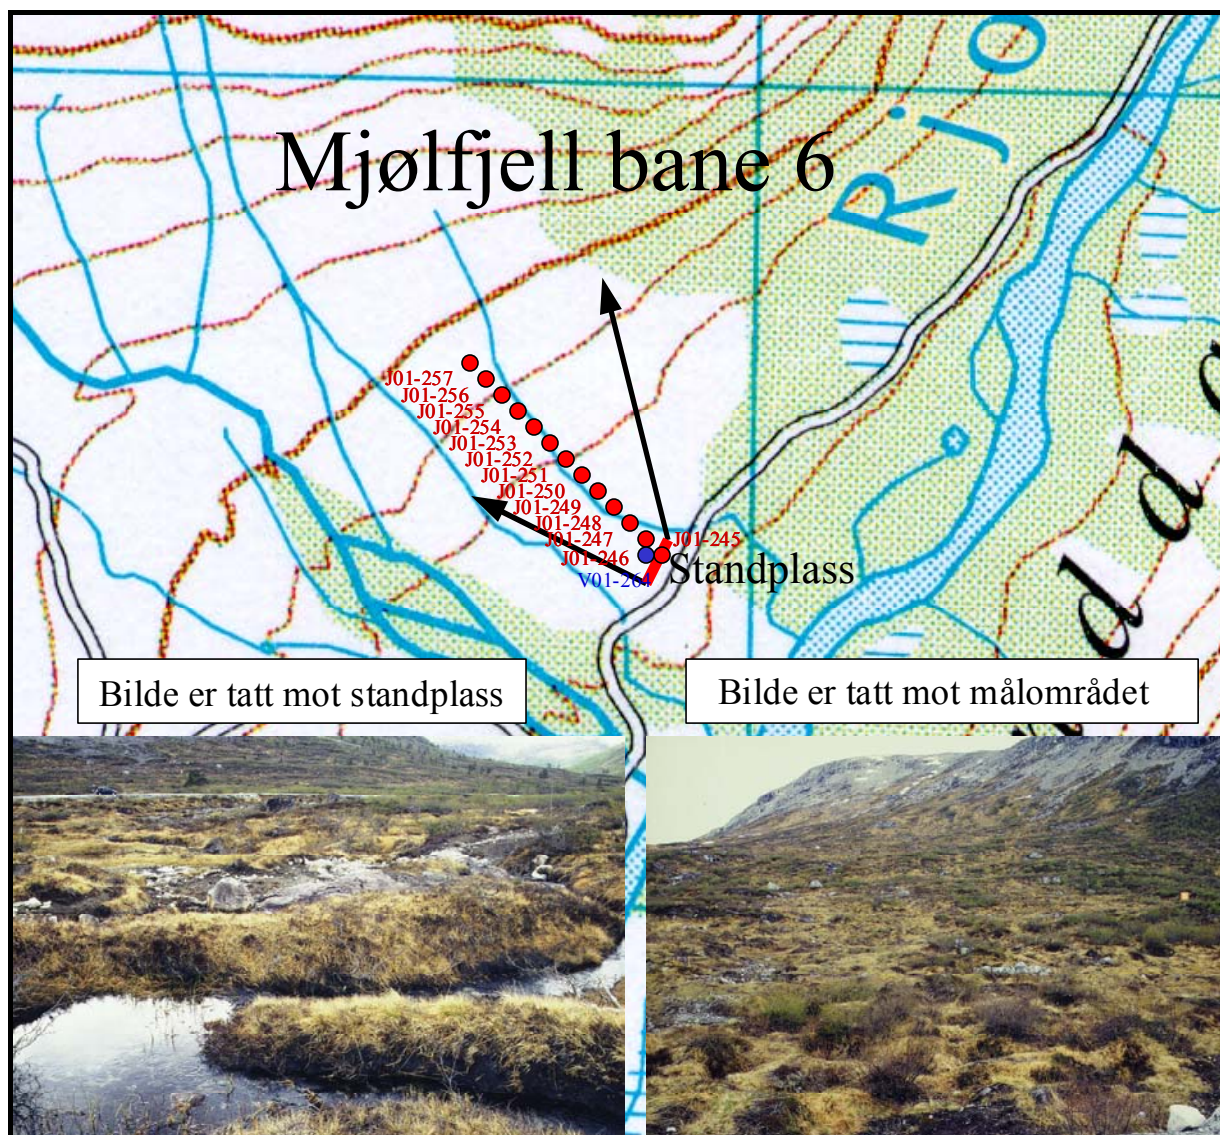 Rjo
Mjølfjell bane 6
J01-257
J01-256
J01-255
J01-254
J01-253
J01-252
J01-251
J01-250
J01-249
J01-248
J01-247
J01-245
J01-246
Standplass
V01-264
d d a
Bilde er tatt mot standplass
Bilde er tatt mot målområdet